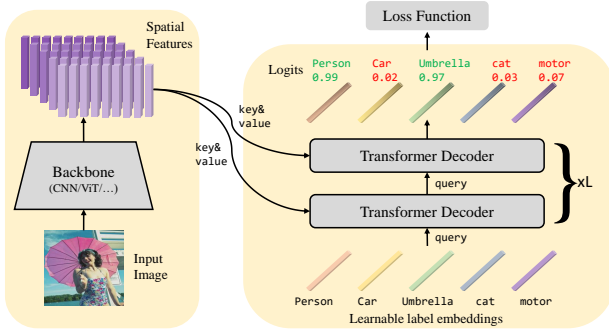 Spatial
Features
Backbone
(CNN/ViT/…)
Input
Image
Loss Function
Logits
Person Car Umbrella cat motor
0.99 0.02 0.97 0.03 0.07
key&
value
key&
value
Transformer Decoder
query
Transformer Decoder
query
xL
Person Car Umbrella cat motor
Learnable label embeddings